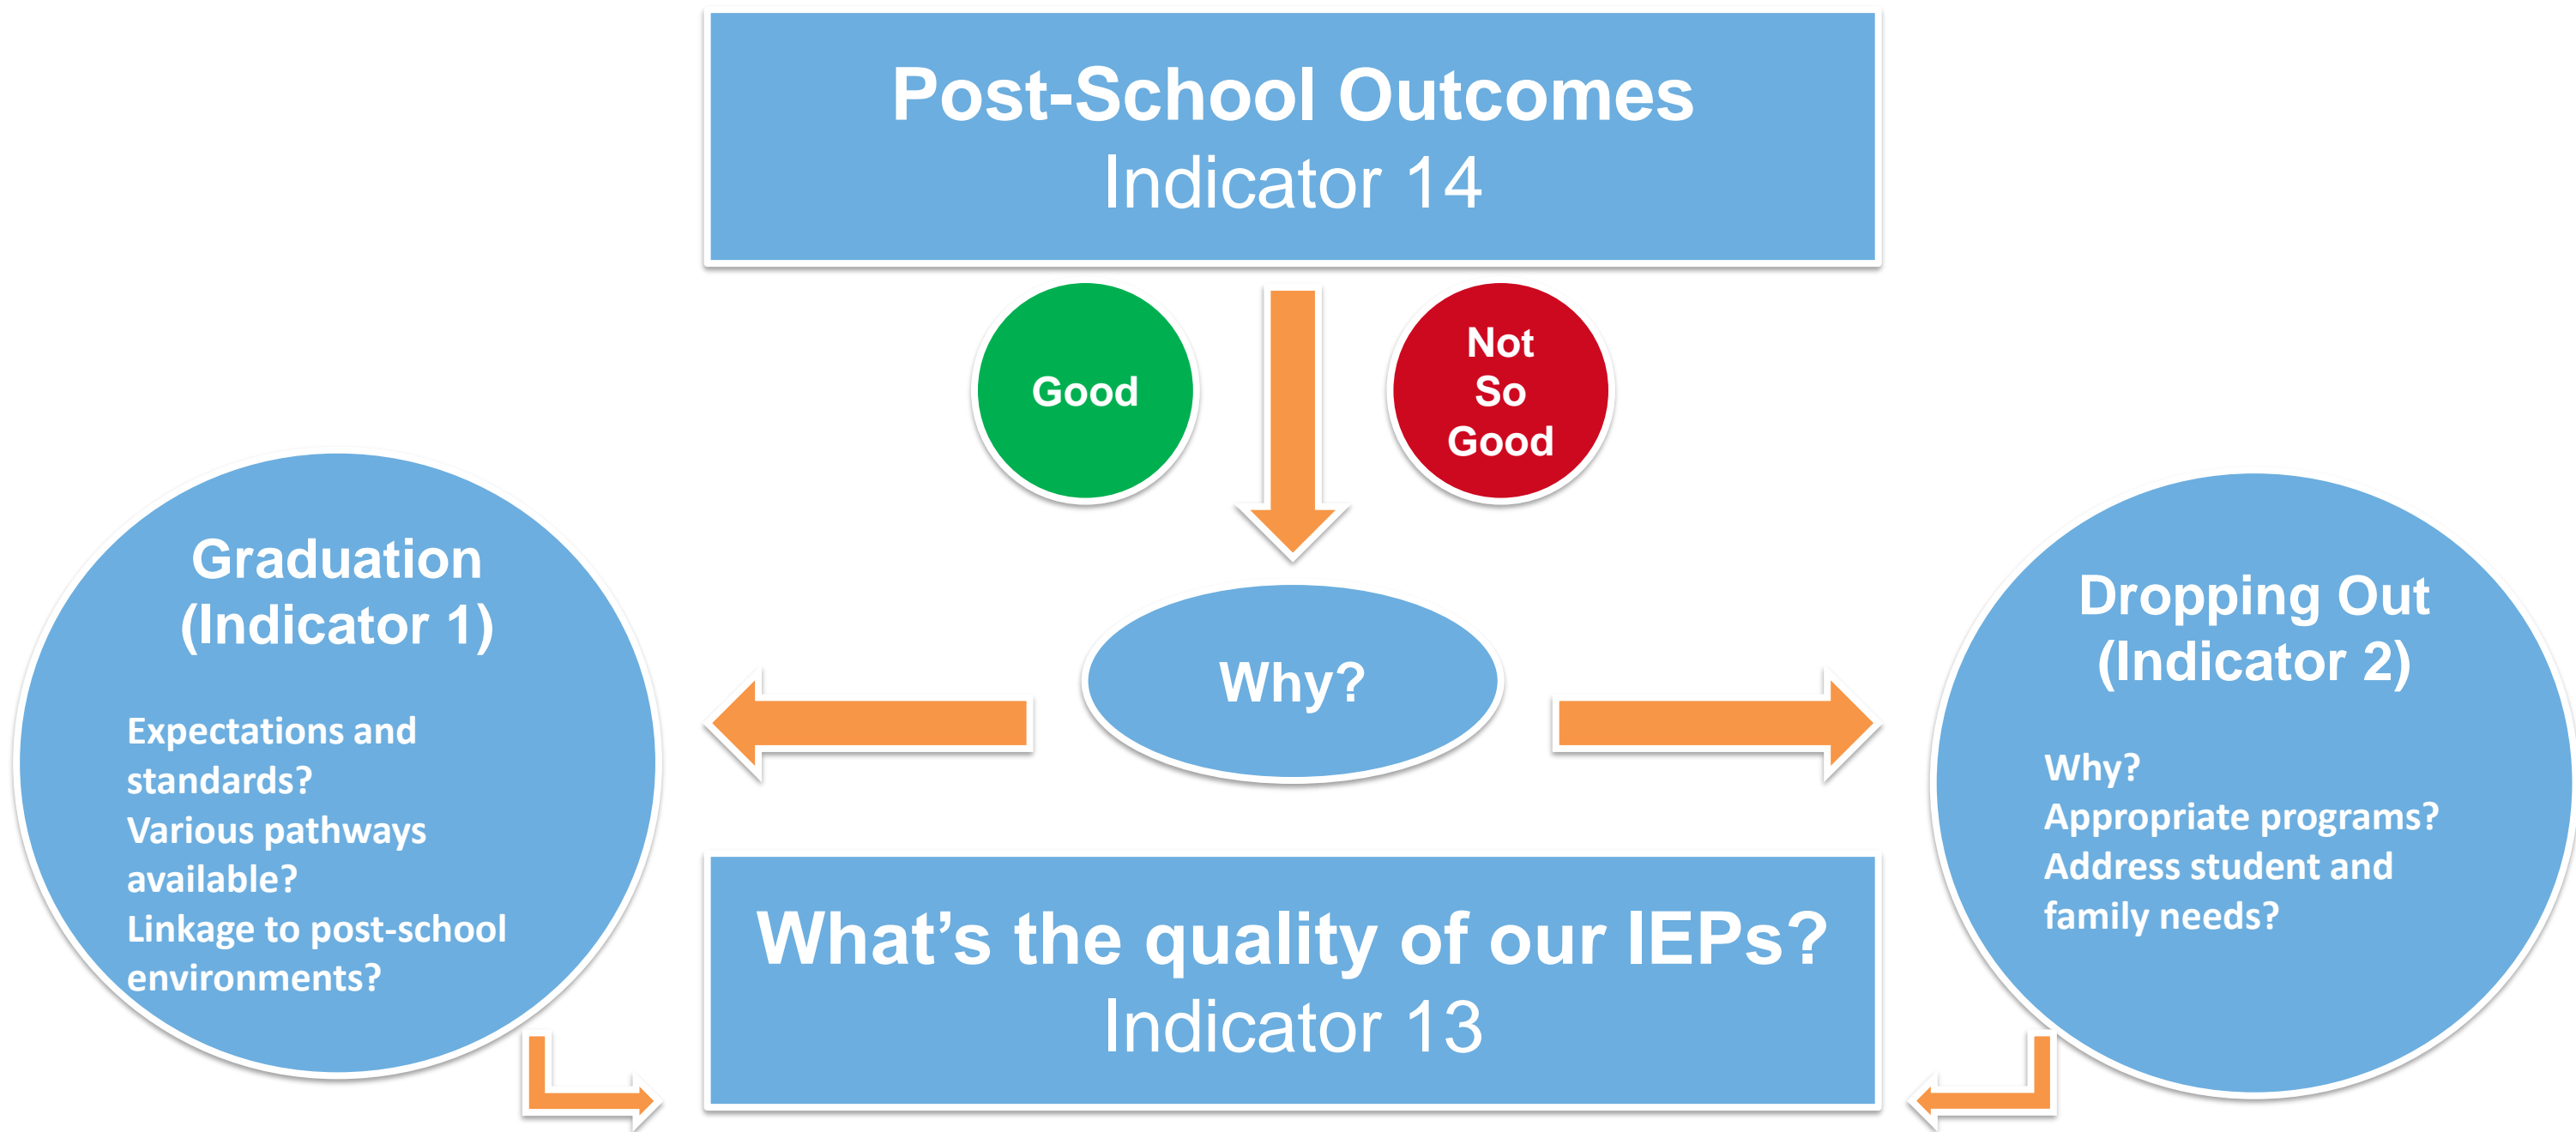 Post-School Outcomes
Indicator 14
Good
Not
So
Good
Why?
Graduation
(Indicator 1)
Expectations and
standards?
Various pathways
available?
Linkage to post-school
environments?
Dropping Out
(Indicator 2)
Why?
Appropriate programs?
Address student and
family needs?
What’s the quality of our IEPs?
Indicator 13